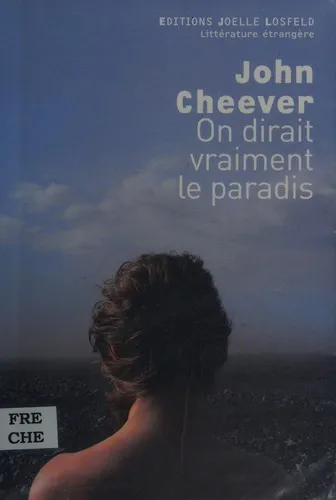 EDITIONS JOELLE LOSFELD
Littérature étrangère
John
Cheever
On dirait
vraiment
le paradis
FRE
CHE